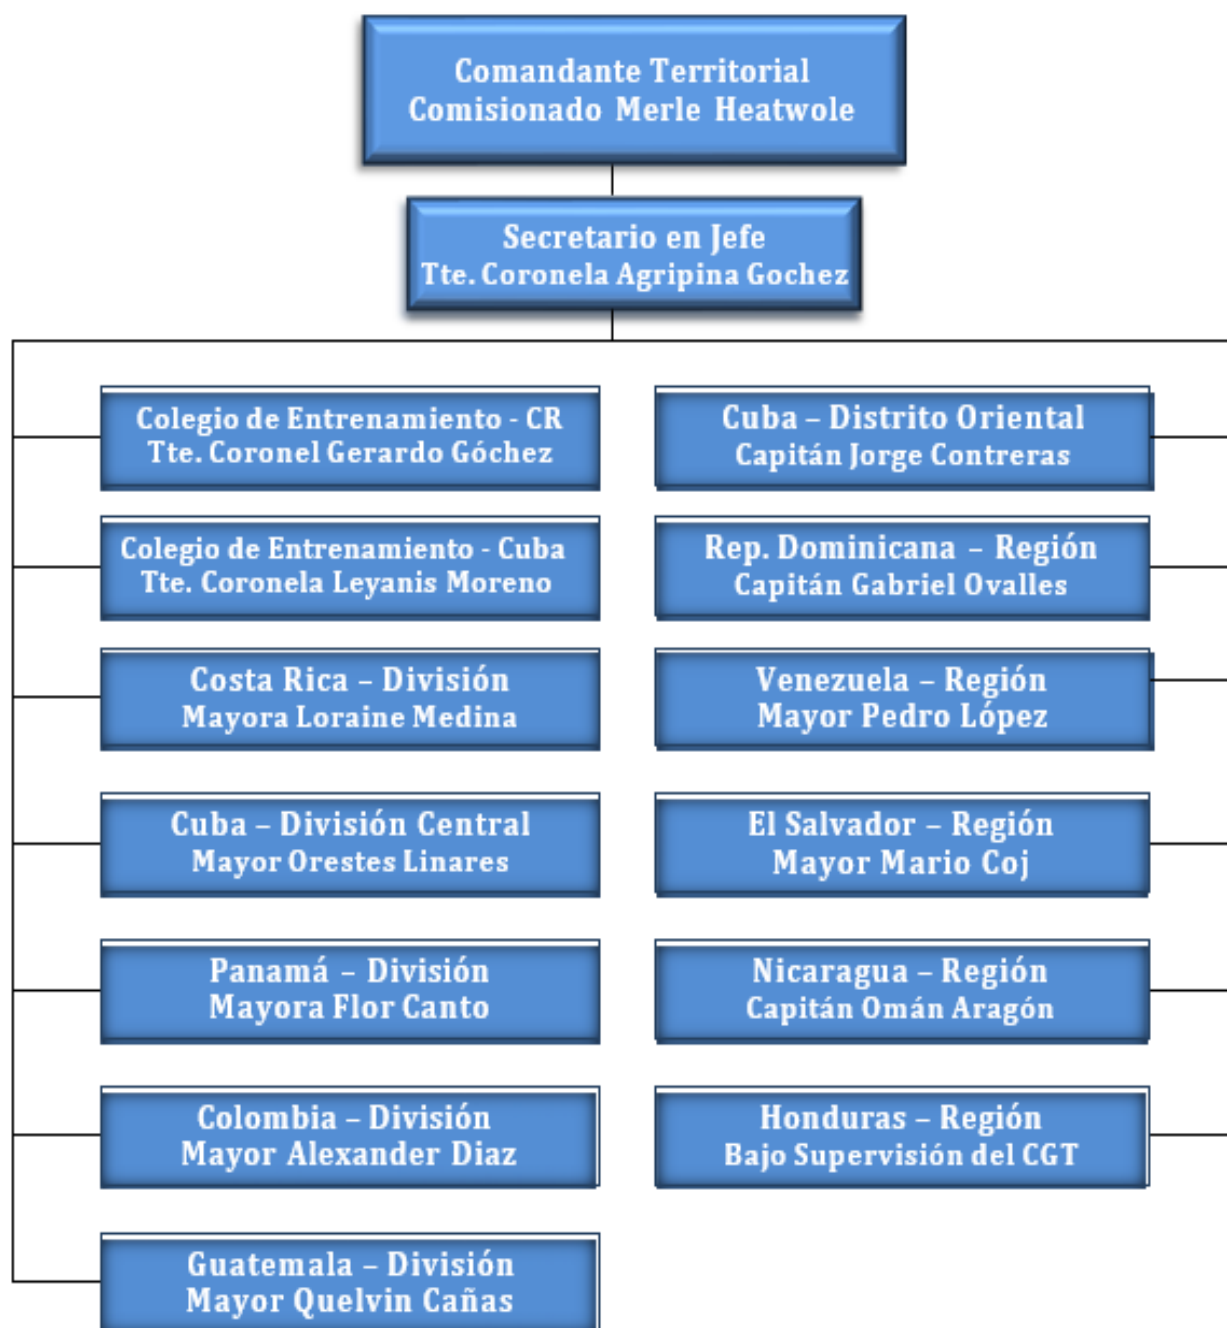 Comandante Territorial
Comisionado Merle Heatwole
Secretario en Jefe
Tte. Coronela Agripina Gochez
Colegio de Entrenamiento - CR
Tte. Coronel Gerardo Góchez
Colegio de Entrenamiento - Cuba
Tte. Coronela Leyanis Moreno
Costa Rica – División
Mayora Loraine Medina
Cuba – División Central
Mayor Orestes Linares
Panamá – División
Mayora Flor Canto
Colombia – División
Mayor Alexander Diaz
Guatemala – División
Mayor Quelvin Cañas
Cuba – Distrito Oriental
Capitán Jorge Contreras
Rep. Dominicana – Región
Capitán Gabriel Ovalles
Venezuela – Región
Mayor Pedro López
El Salvador – Región
Mayor Mario Coj
Nicaragua – Región
Capitán Omán Aragón
Honduras – Región
Bajo Supervisión del CGT